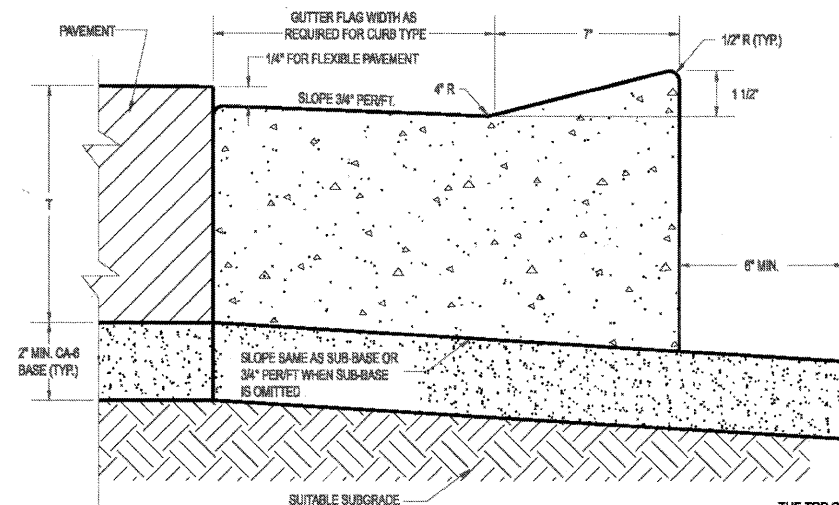 GUTTER FLAG WIDTH AS
REQUIRED FOR CURB TYPE
7"
PAVEMENT
1/2" R (TYP.)
1/4" FOR FLEXIBLE PAVEMENT
4" R
SLOPE 3/4" PER/FT.
1 1/2"
T
6" MIN.
2" MIN. CA-6
BASE (TYP.)
SLOPE SAME AS SUB-BASE OR
3/4" PER/FT WHEN SUB-BASE
IS OMITTED
SUITABLE SUBGRADE